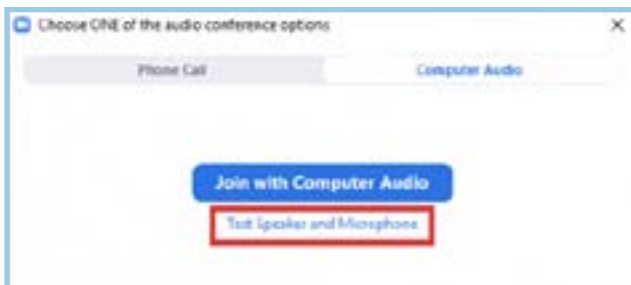 Choose ONE of the audio conference options
Phone Call
Computer Audio
Join with Computer Audio
Test Speaker and Microphone